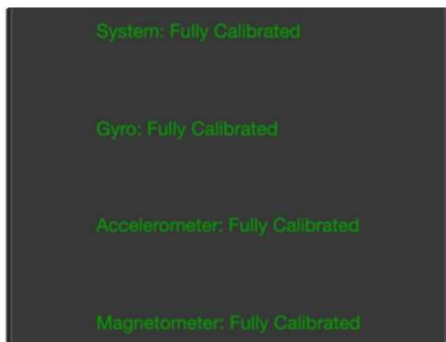 System: Fully Calibrated
Gyro: Fully Calibrated
Accelerometer: Fully Calibrated
Magnetometer: Fully Calibrated